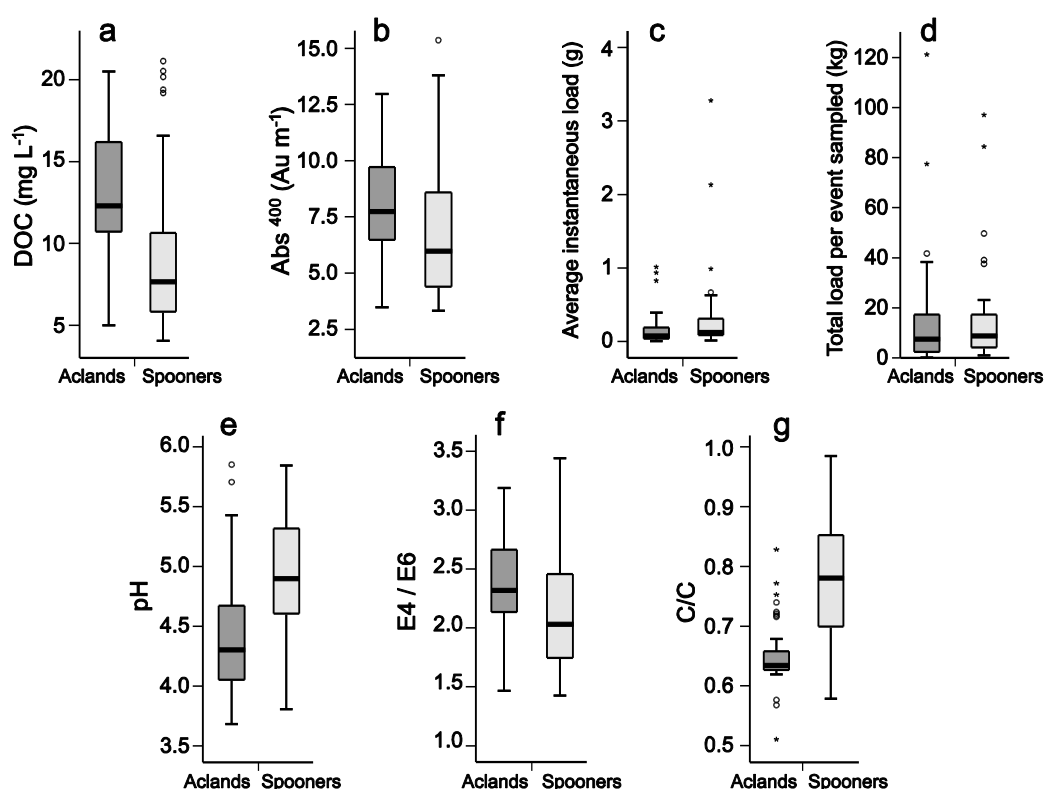 a
DOC (mg L-1)
20
15
10
5
Aclands Spooners
b
Abs 400 (Au m-1)
15.0
12.5
10.0
7.5
5.0
2.5
Aclands Spooners
c
Average instantaneous load (g)
4
3
2
1
0
Aclands Spooners
d
Total load per event sampled (kg)
120
100
80
60
40
20
0
Aclands Spooners
e
pH
6.0
5.5
5.0
4.5
4.0
3.5
Aclands Spooners
f
E4 / E6
3.5
3.0
2.5
2.0
1.5
1.0
Aclands Spooners
g
C/C
1.0
0.9
0.8
0.7
0.6
0.5
Aclands Spooners